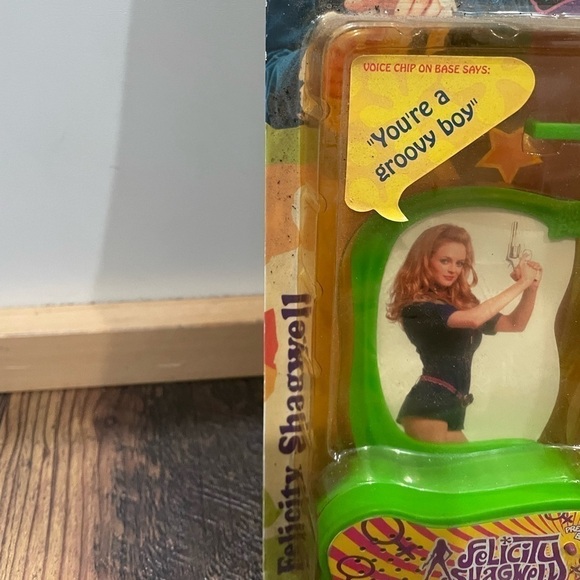 VOICE CHIP ON BASE SAYS:
"You're a
groovy boy"
Felicity Shagwell
FELICITY
SHAGWELL